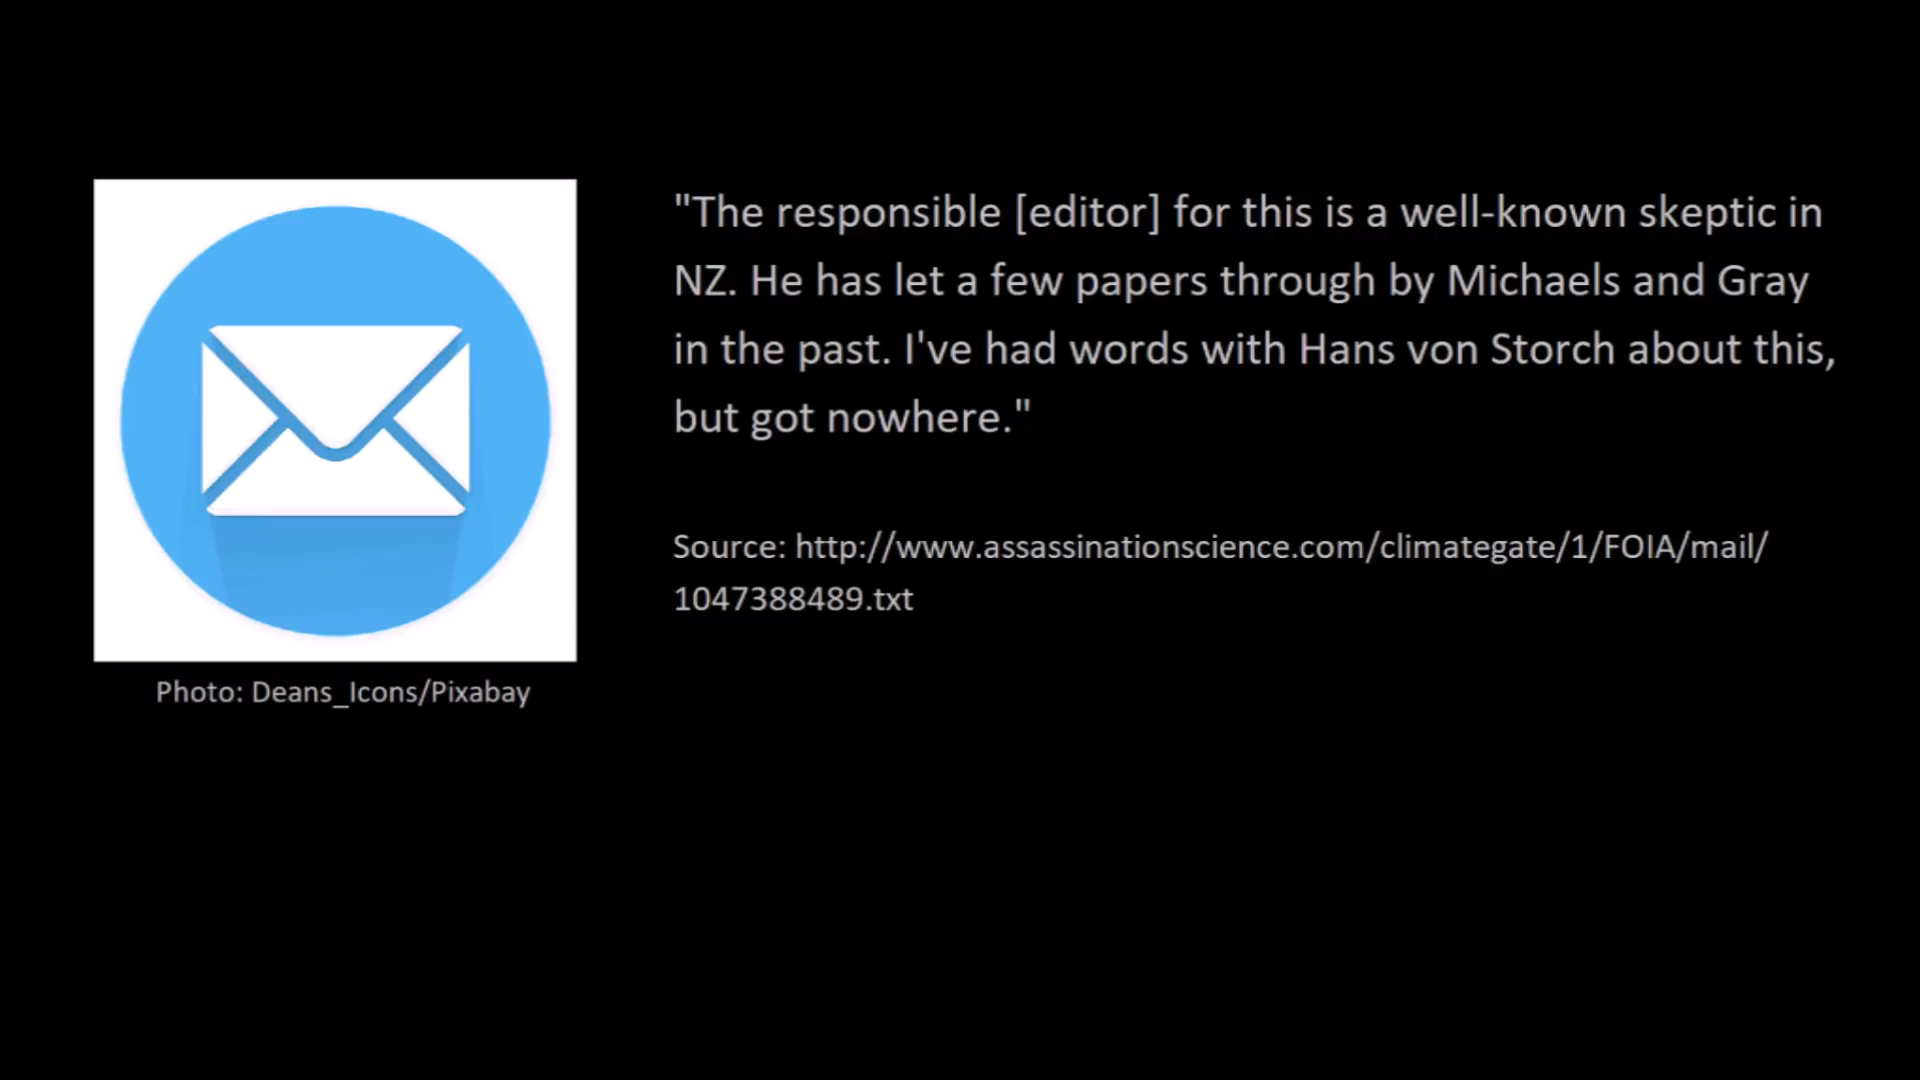 "The responsible [editor] for this is a well-known skeptic in
NZ. He has let a few papers through by Michaels and Gray
in the past. I've had words with Hans von Storch about this,
but got nowhere."
Source: http://www.assassinationscience.com/climategate/1/FOIA/mail/
1047388489.txt
Photo: Deans_Icons/Pixabay